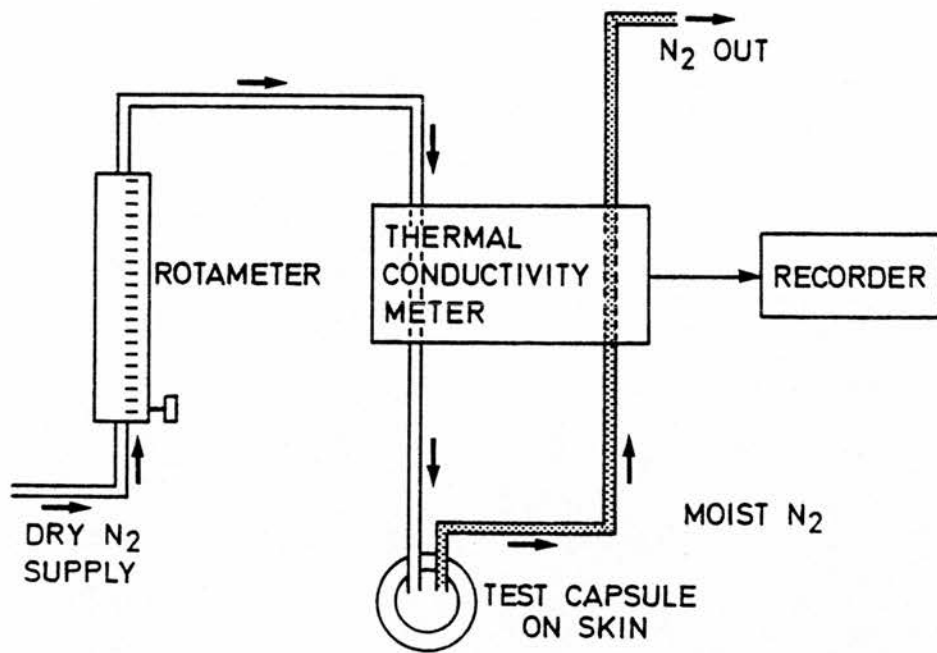 N2 OUT
ROTAMETER
THERMAL
CONDUCTIVITY
METER
RECORDER
DRY N2
SUPPLY
MOIST N2
TEST CAPSULE
ON SKIN